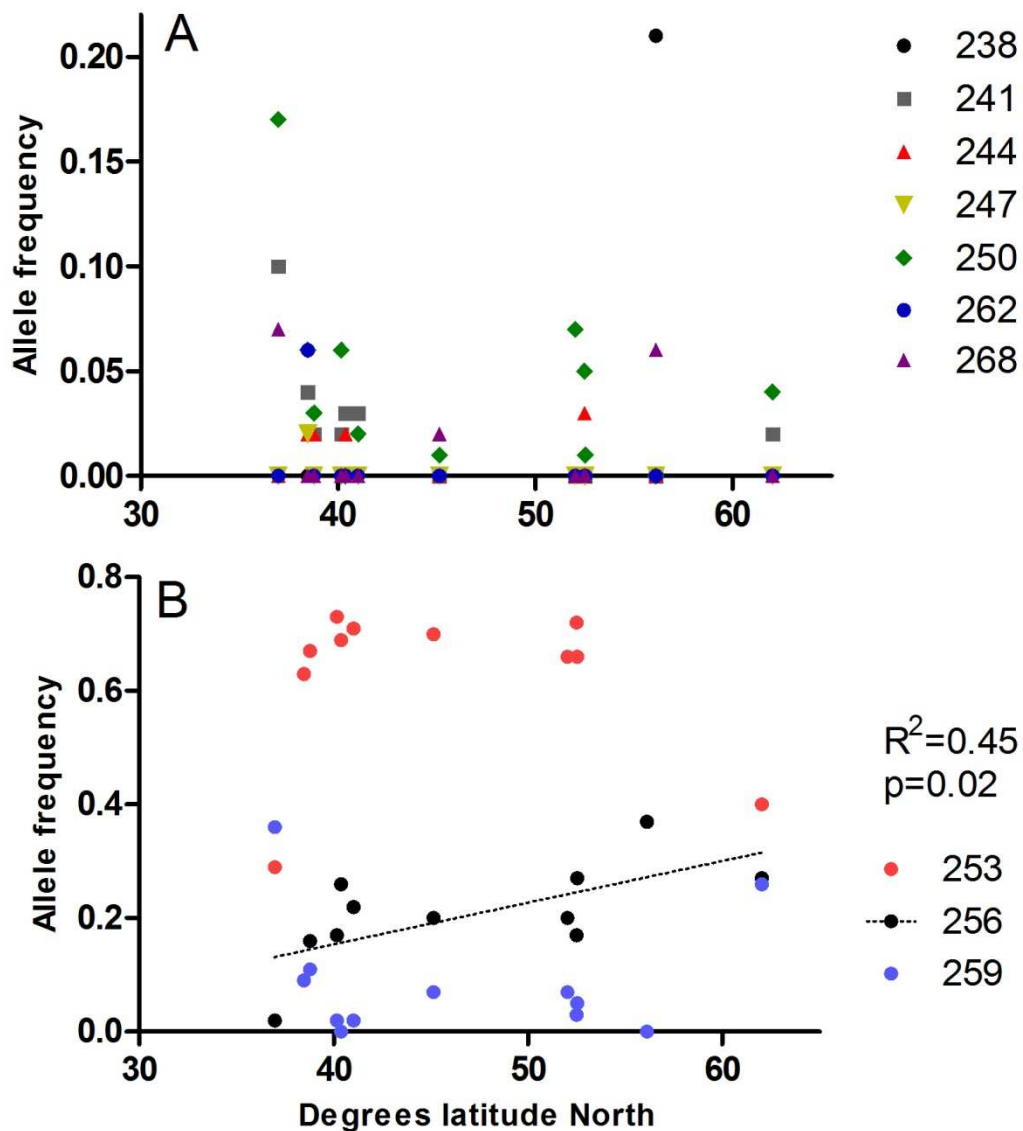 A
Allele frequency
0.20
0.15
0.10
0.05
0.00
30 40 50 60
238
241
244
247
250
262
268
B
Allele frequency
0.8
0.6
0.4
0.2
0.0
30 40 50 60
Degrees latitude North
R²=0.45
p=0.02
253
256
259